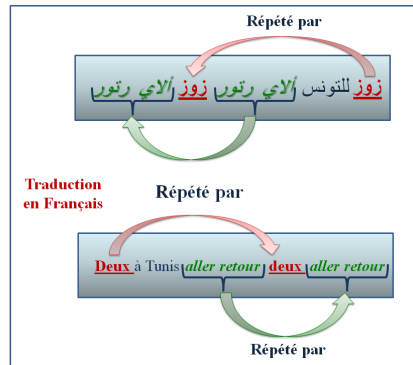 Répété par
زوز للتونس ألاي رتور زوز ألاي رتور
Traduction
en Français
Répété par
Deux à Tunis aller retour deux aller retour
Répété par